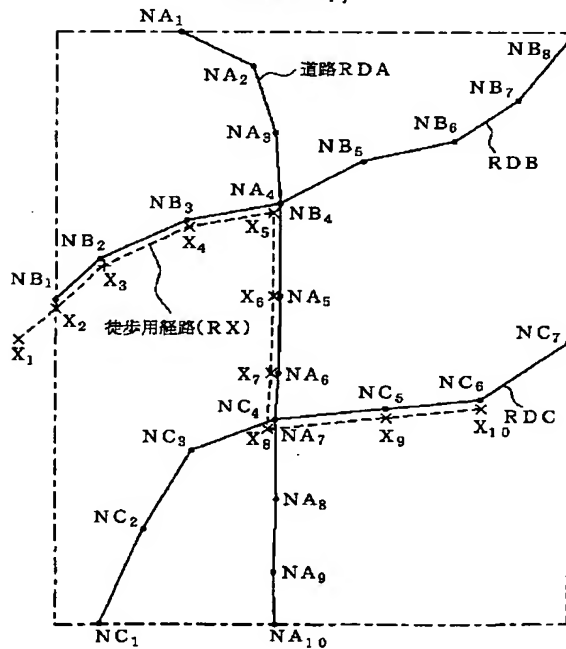 NA₁
NB₈
NA₂
道路RDA
NB₇
NA₃
NB₆
NB₅
RDB
NA₄
NB₃
NB₄
X₅
X₄
NB₂
X₃
NB₁
X₂
X₆
NA₅
徒歩用経路(RX)
X₁
NC₇
X₇
NA₆
NC₆
NC₅
NC₄
RDC
X₈
NA₇
X₉
X₁₀
NC₃
NA₈
NC₂
NA₉
NC₁
NA₁₀